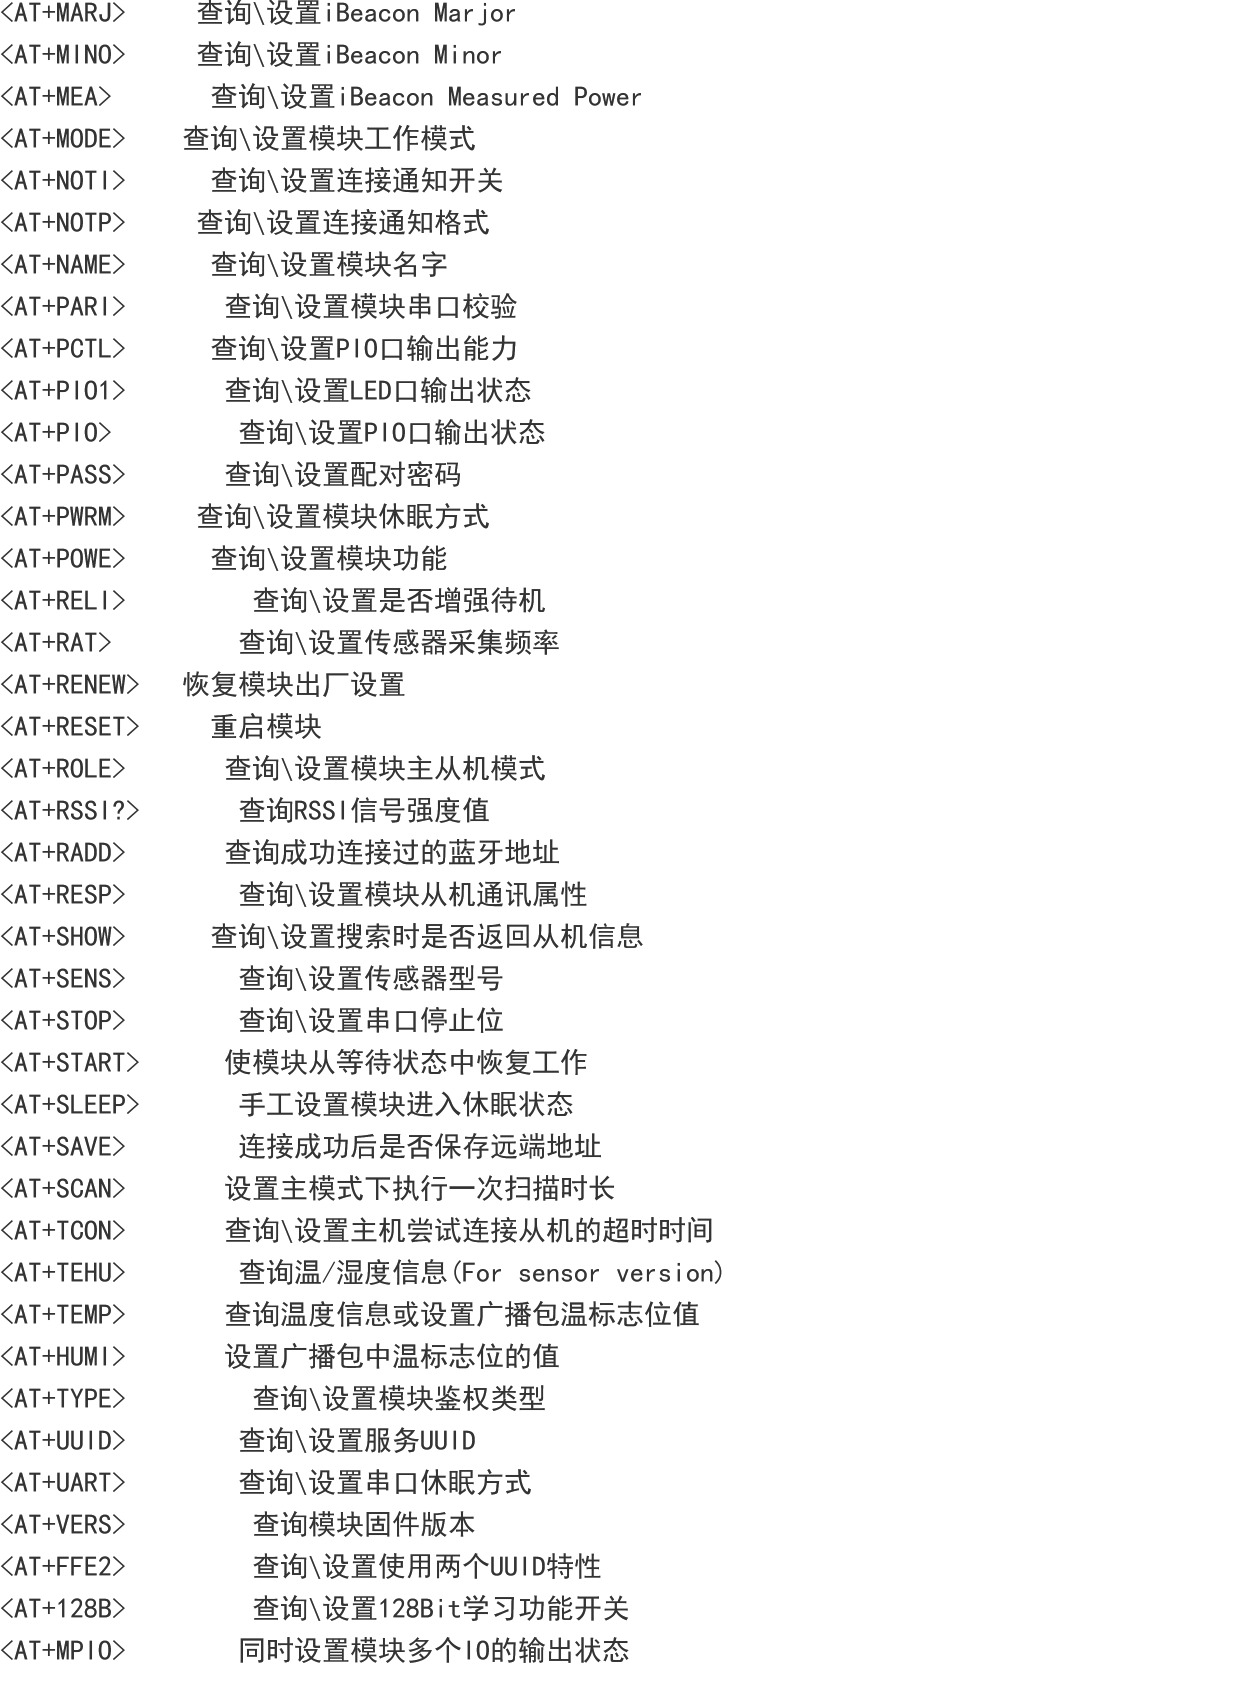 <AT+MARJ> 查询\设置iBeacon Marjor
<AT+MINO> 查询\设置iBeacon Minor
<AT+MEA> 查询\设置iBeacon Measured Power
<AT+MODE> 查询\设置模块工作模式
<AT+NOTI> 查询\设置连接通知开关
<AT+NOTP> 查询\设置连接通知格式
<AT+NAME> 查询\设置模块名字
<AT+PARI> 查询\设置模块串口校验
<AT+PCTL> 查询\设置PIO口输出能力
<AT+PIO1> 查询\设置LED口输出状态
<AT+PIO> 查询\设置PIO口输出状态
<AT+PASS> 查询\设置配对密码
<AT+PWRM> 查询\设置模块休眠方式
<AT+POWE> 查询\设置模块功能
<AT+RELI> 查询\设置是否增强待机
<AT+RAT> 查询\设置传感器采集频率
<AT+RENEW> 恢复模块出厂设置
<AT+RESET> 重启模块
<AT+ROLE> 查询\设置模块主从机模式
<AT+RSSI?> 查询RSSI信号强度值
<AT+RADD> 查询成功连接过的蓝牙地址
<AT+RESP> 查询\设置模块从机通讯属性
<AT+SHOW> 查询\设置搜索时是否返回从机信息
<AT+SENS> 查询\设置传感器型号
<AT+STOP> 查询\设置串口停止位
<AT+START> 使模块从等待状态中恢复工作
<AT+SLEEP> 手工设置模块进入休眠状态
<AT+SAVE> 连接成功后是否保存远端地址
<AT+SCAN> 设置主模式下执行一次扫描时长
<AT+TCON> 查询\设置主机尝试连接从机的超时时间
<AT+TEHU> 查询温/湿度信息(For sensor version)
<AT+TEMP> 查询温度信息或设置广播包温标志位值
<AT+HUMI> 设置广播包中温标志位的值
<AT+TYPE> 查询\设置模块鉴权类型
<AT+UUID> 查询\设置服务UUID
<AT+UART> 查询\设置串口休眠方式
<AT+VERS> 查询模块固件版本
<AT+FFE2> 查询\设置使用两个UUID特性
<AT+128B> 查询\设置128Bit学习功能开关
<AT+MPIO> 同时设置模块多个IO的输出状态